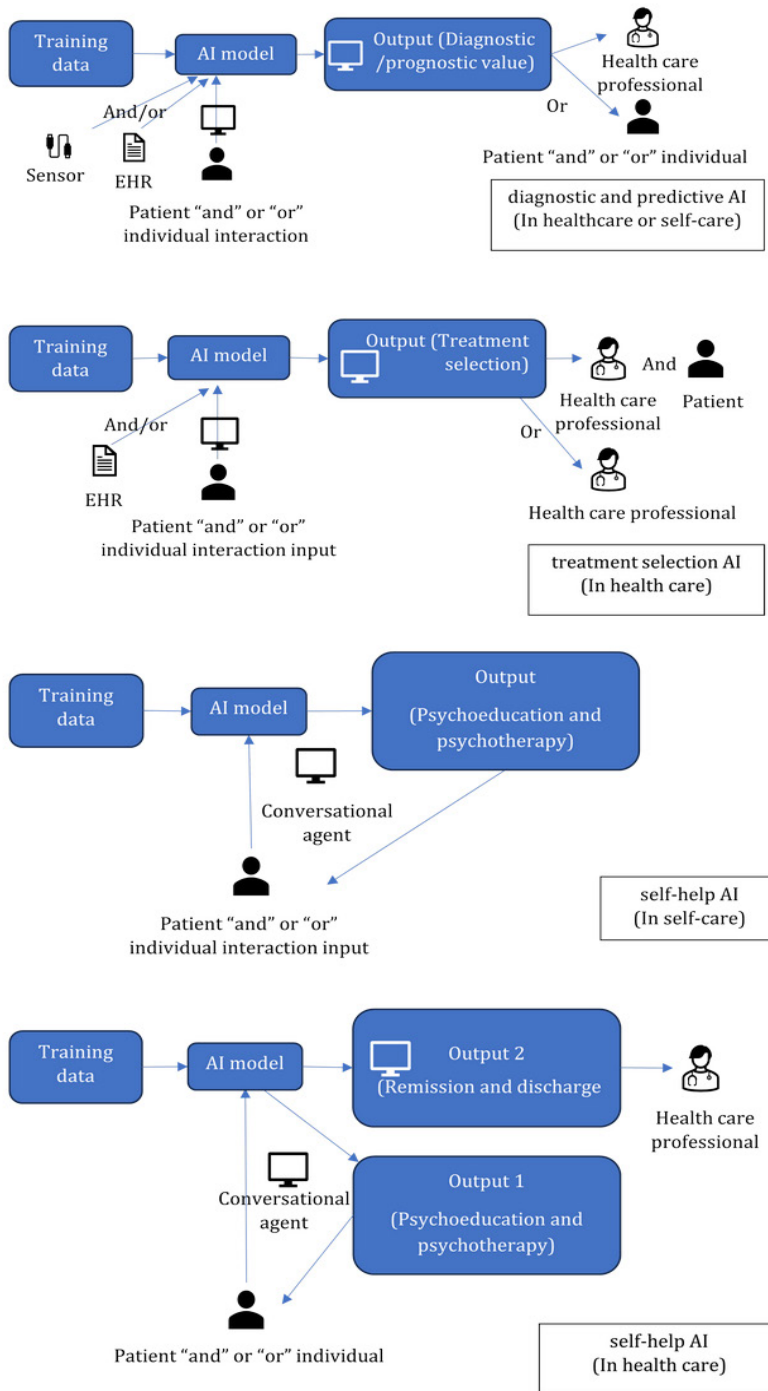 Training
data
AI model
Output (Diagnostic
/prognostic value)
Health care
professional
Or
And/or
Sensor
EHR
Patient “and” or “or”
individual interaction
Patient “and” or “or” individual
diagnostic and predictive AI
(In healthcare or self-care)
Training
data
AI model
Output (Treatment
selection)
And
Health care
professional
Patient
And/or
Or
EHR
Patient “and” or “or”
individual interaction input
Health care professional
treatment selection AI
(In health care)
Training
data
AI model
Output
(Psychoeducation and
psychotherapy)
Conversational
agent
Patient “and” or “or”
individual interaction input
self-help AI
(In self-care)
Training
data
AI model
Output 2
(Remission and discharge
Health care
professional
Conversational
agent
Output 1
(Psychoeducation and
psychotherapy)
Patient “and” or “or” individual
self-help AI
(In health care)